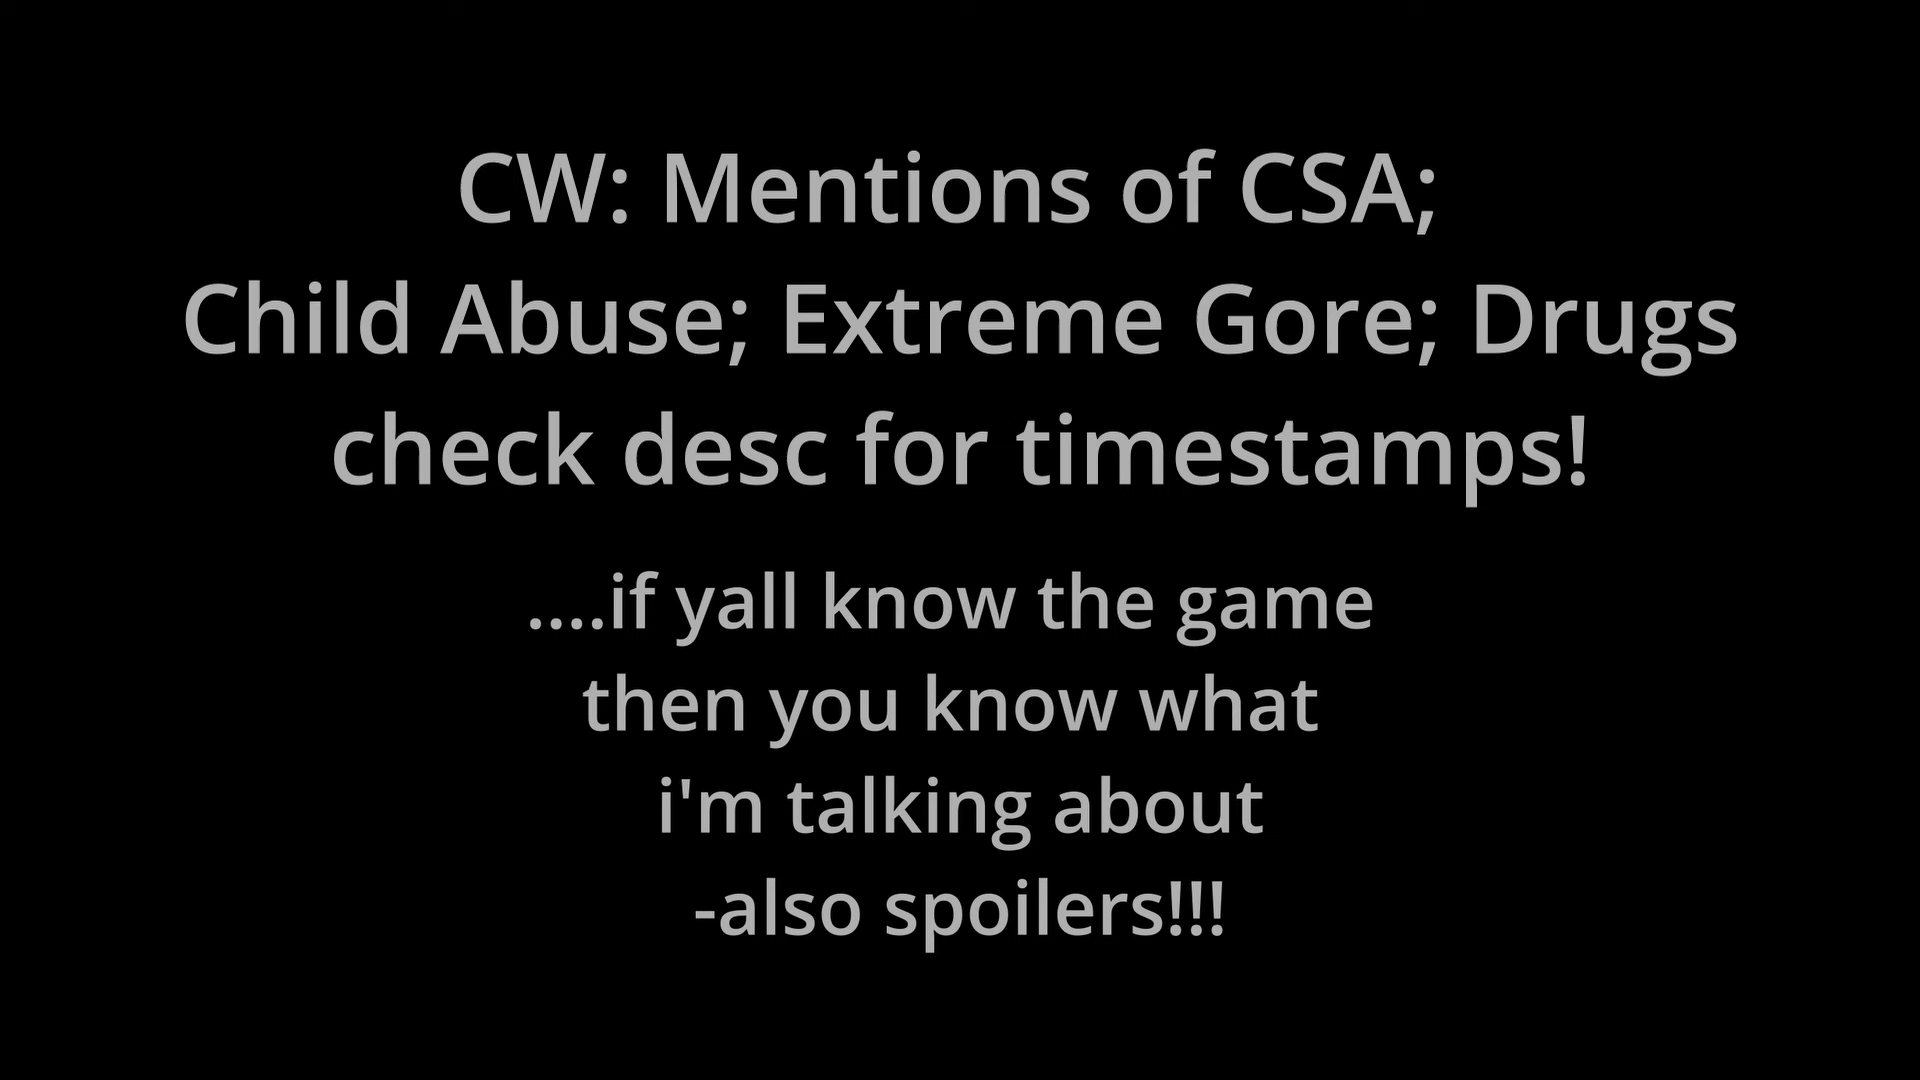 CW: Mentions of CSA;
Child Abuse; Extreme Gore; Drugs
check desc for timestamps!
....if yall know the game
then you know what
i'm talking about
-also spoilers!!!